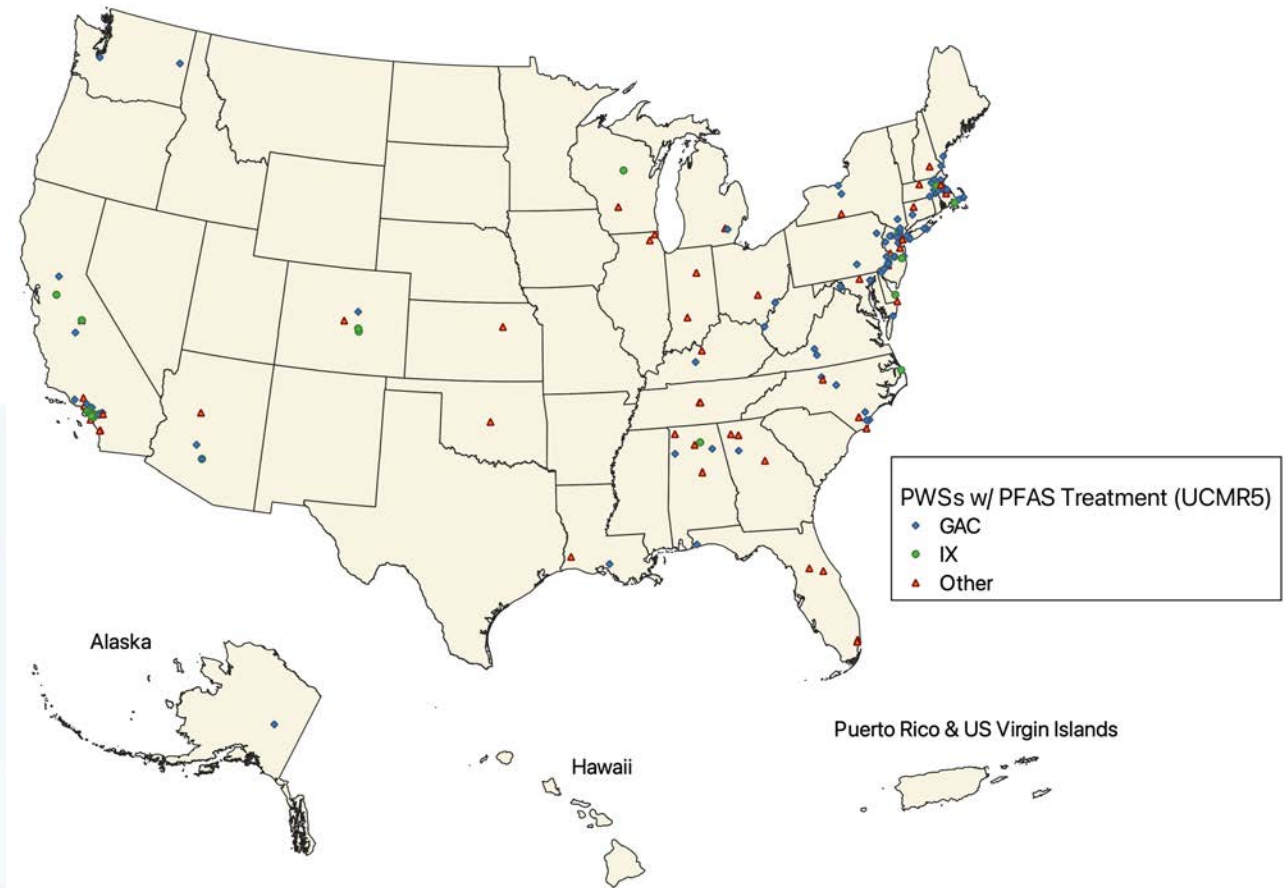 PWSs w/ PFAS Treatment (UCMR5)
GAC
IX
Other
Alaska
Hawaii
Puerto Rico & US Virgin Islands